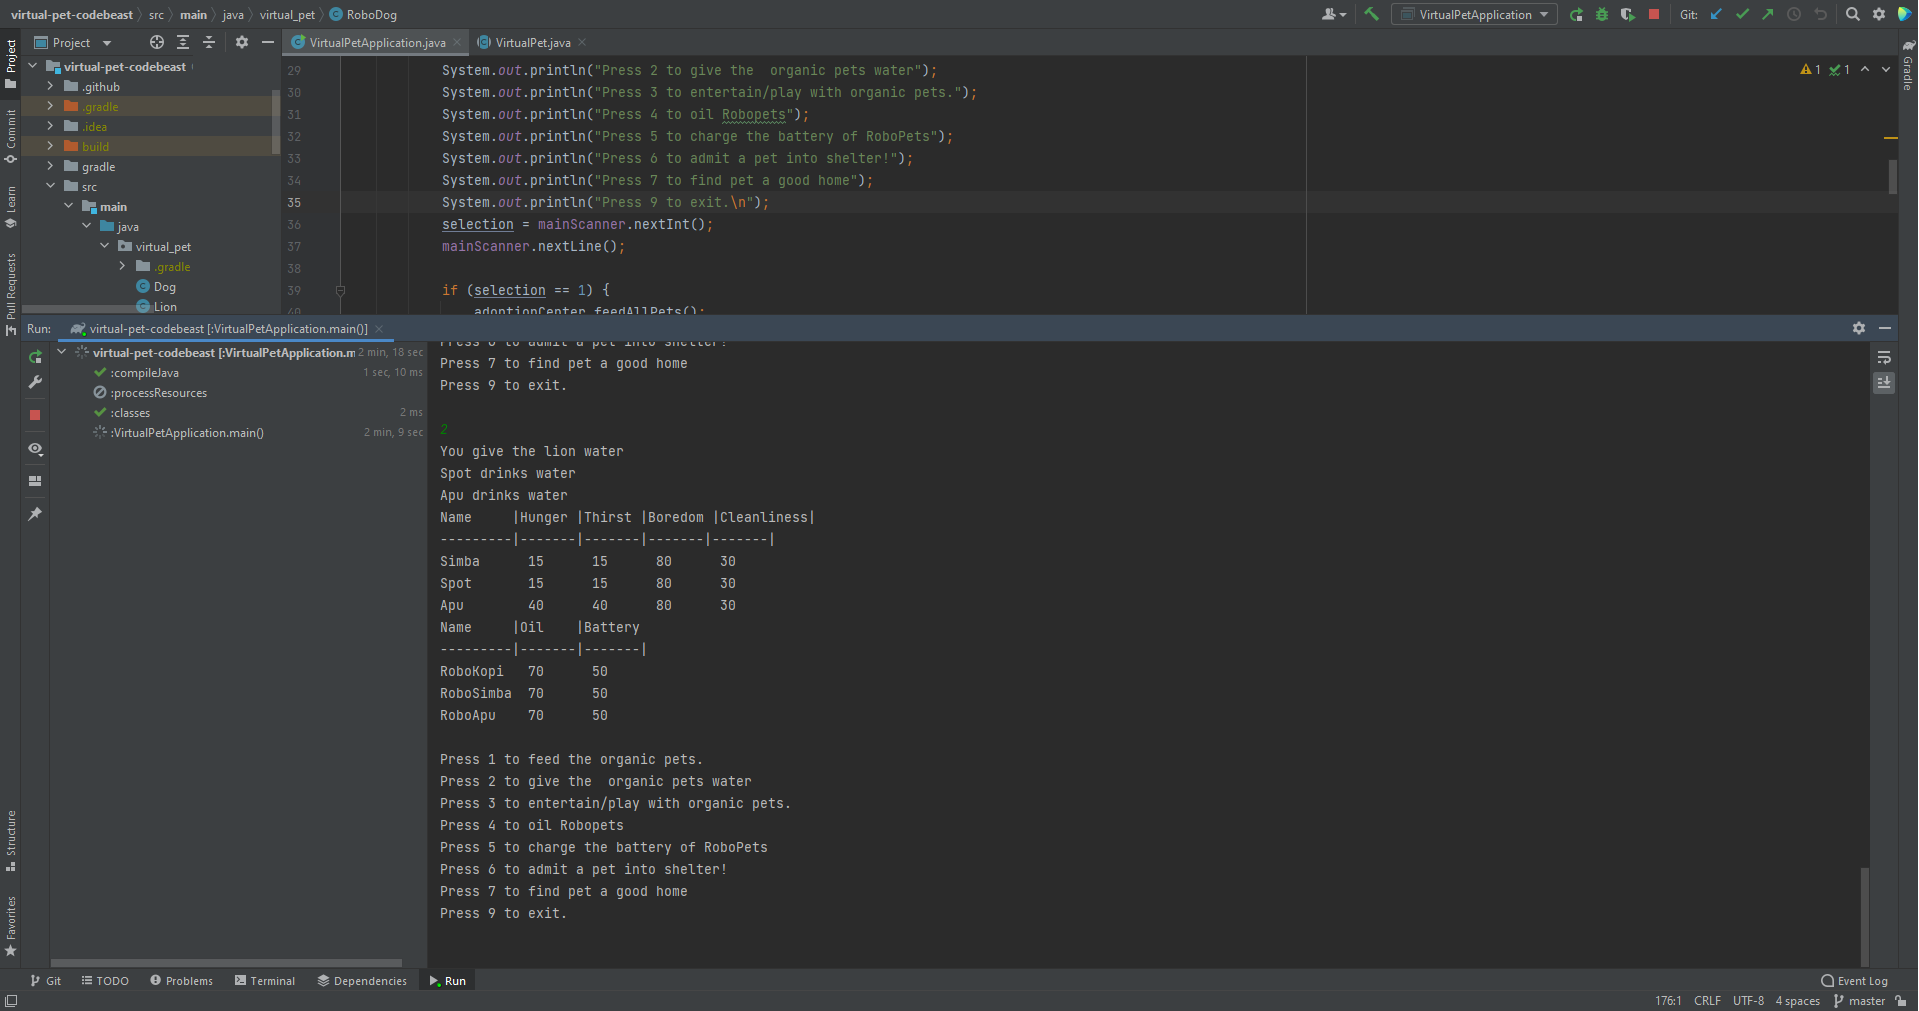 virtual-pet-codebeast > src > main > java > virtual_pet > RoboDog
VirtualPetApplication
Git:
Project
VirtualPetApplication.java
VirtualPet.java
Project
Commit
Learn
Pull Requests
Structure
Favorites
Gradle
virtual-pet-codebeast
.github
.gradle
.idea
build
gradle
src
main
java
virtual_pet
.gradle
Dog
Lion
29 System.out.println("Press 2 to give the  organic pets water");
30 System.out.println("Press 3 to entertain/play with organic pets.");
31 System.out.println("Press 4 to oil Robopets");
32 System.out.println("Press 5 to charge the battery of RoboPets");
33 System.out.println("Press 6 to admit a pet into shelter!");
34 System.out.println("Press 7 to find pet a good home");
35 System.out.println("Press 9 to exit.\n");
36 selection = mainScanner.nextInt();
37 mainScanner.nextLine();
38
39 if (selection == 1) {
40 adoptionCenter.feedAllPets();
1 1
Run: virtual-pet-codebeast [:VirtualPetApplication.main()]
virtual-pet-codebeast [:VirtualPetApplication.m 2 min, 18 sec
:compileJava 1 sec, 10 ms
:processResources
:classes 2 ms
:VirtualPetApplication.main() 2 min, 9 sec
Press 6 to admit a pet into shelter!
Press 7 to find pet a good home
Press 9 to exit.
2
You give the lion water
Spot drinks water
Apu drinks water
Name     |Hunger |Thirst |Boredom |Cleanliness|
---------|-------|-------|-------|-------|
Simba      15      15      80      30
Spot       15      15      80      30
Apu        40      40      80      30
Name     |Oil    |Battery
---------|-------|-------|
RoboKopi   70      50
RoboSimba  70      50
RoboApu    70      50
Press 1 to feed the organic pets.
Press 2 to give the  organic pets water
Press 3 to entertain/play with organic pets.
Press 4 to oil Robopets
Press 5 to charge the battery of RoboPets
Press 6 to admit a pet into shelter!
Press 7 to find pet a good home
Press 9 to exit.
Git TODO Problems Terminal Dependencies Run Event Log
176:1 CRLF UTF-8 4 spaces master